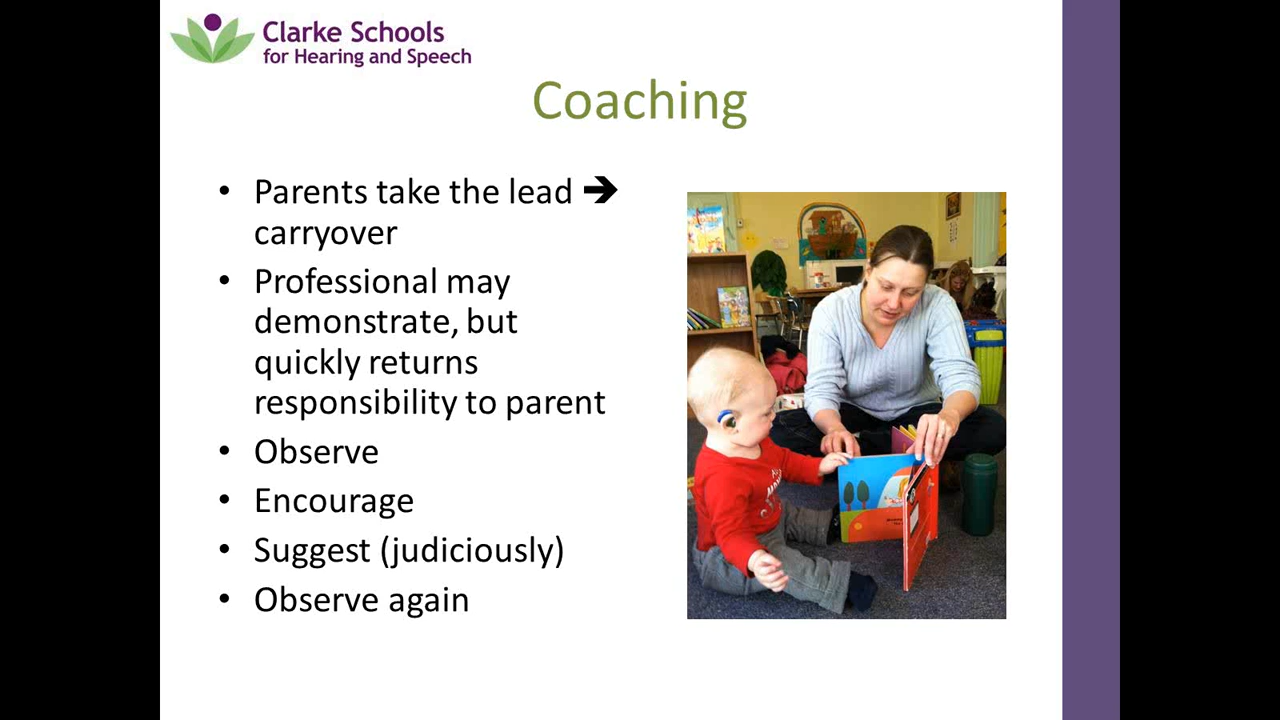 Clarke Schools
for Hearing and Speech
Coaching
• Parents take the lead ➔
carryover
• Professional may
demonstrate, but
quickly returns
responsibility to parent
• Observe
• Encourage
• Suggest (judiciously)
• Observe again